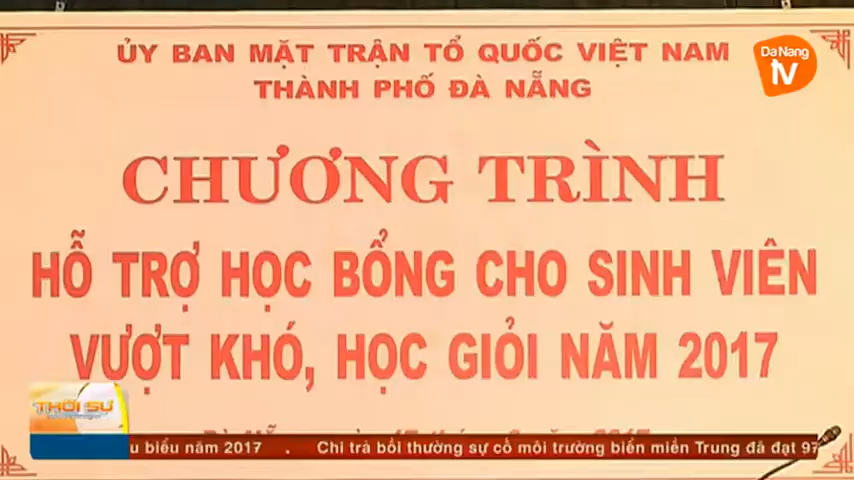 ỦY BAN MẶT TRẬN TỔ QUỐC VIỆT NAM
THÀNH PHỐ ĐÀ NẴNG
Da Nang
tv
CHƯƠNG TRÌNH
HỖ TRỢ HỌC BỔNG CHO SINH VIÊN
VƯỢT KHÓ, HỌC GIỎI NĂM 2017
THỜI SỰ
u biểu năm 2017 . Chi trả bồi thường sự cố môi trường biển miền Trung đã đạt 97